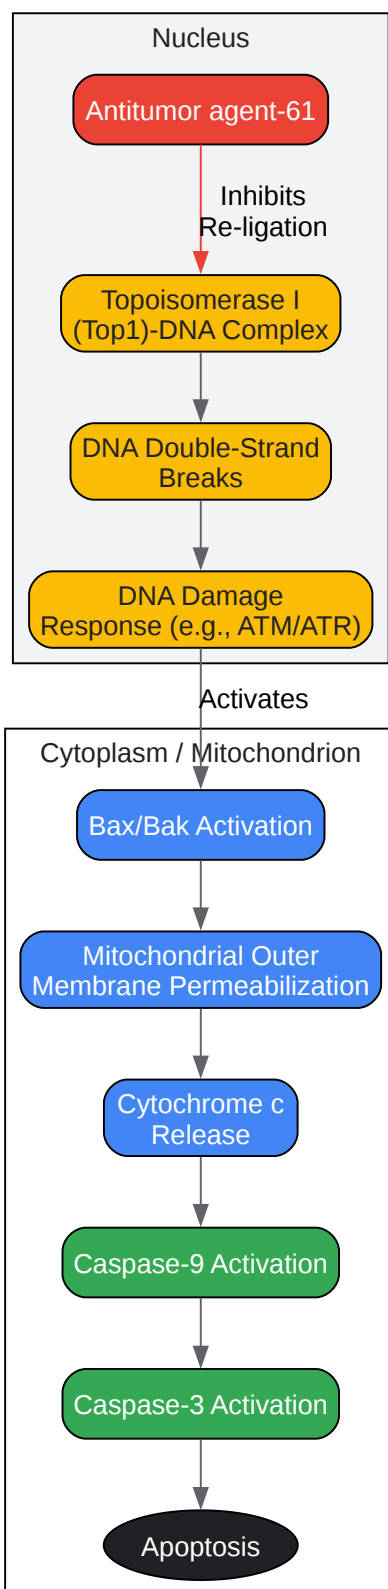 Nucleus
Antitumor agent-61
Inhibits
Re-ligation
Topoisomerase I
(Top1)-DNA Complex
DNA Double-Strand
Breaks
DNA Damage
Response (e.g., ATM/ATR)
Activates
Cytoplasm / Mitochondrion
Bax/Bak Activation
Mitochondrial Outer
Membrane Permeabilization
Cytochrome c
Release
Caspase-9 Activation
Caspase-3 Activation
Apoptosis